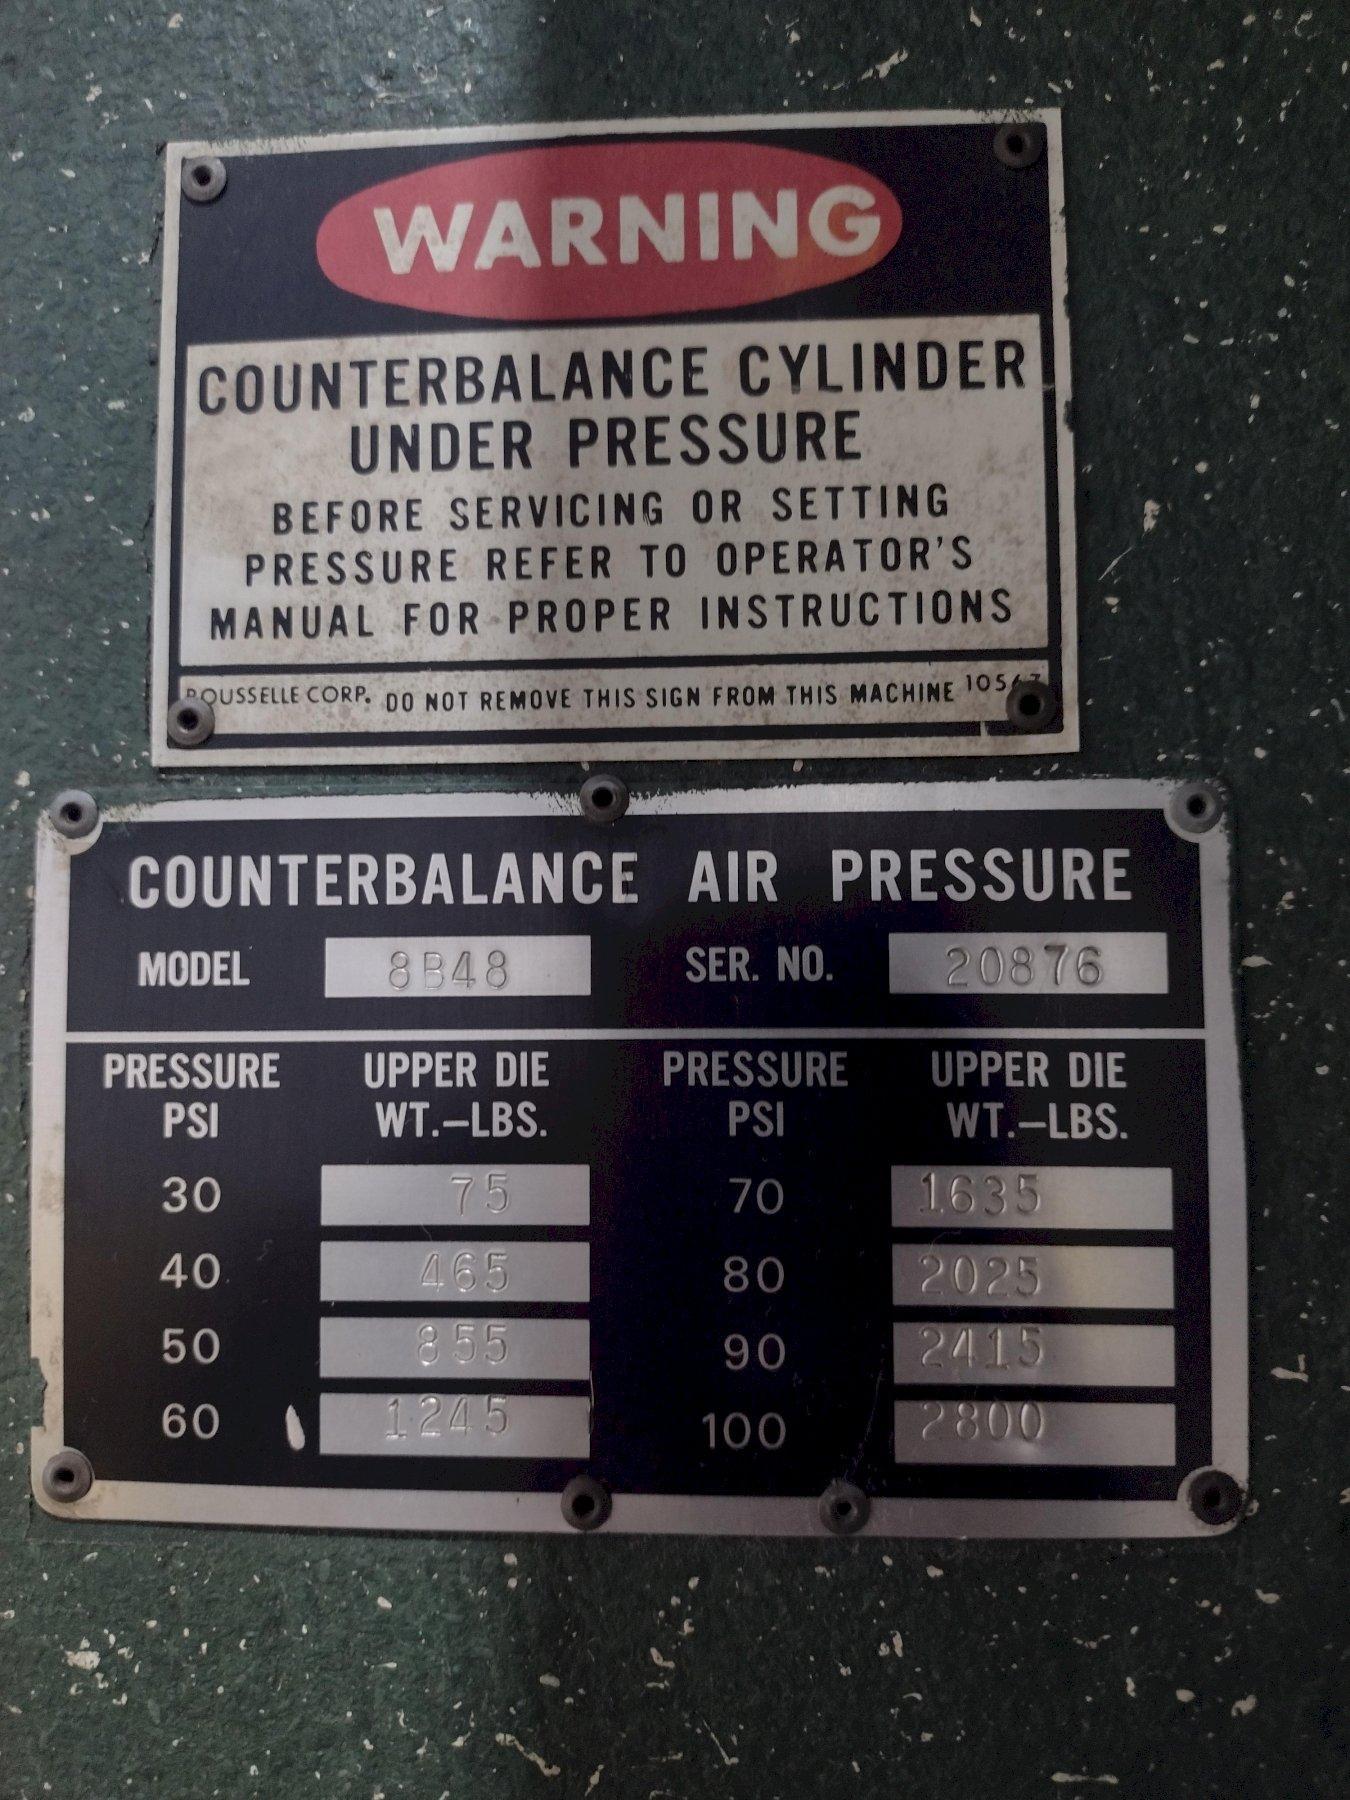 WARNING
COUNTERBALANCE CYLINDER
UNDER PRESSURE
BEFORE SERVICING OR SETTING
PRESSURE REFER TO OPERATOR'S
MANUAL FOR PROPER INSTRUCTIONS
ROUSSELLE CORP. DO NOT REMOVE THIS SIGN FROM THIS MACHINE
COUNTERBALANCE AIR PRESSURE
MODEL 8B48 SER. NO. 20876
PRESSURE UPPER DIE PRESSURE UPPER DIE
PSI WT.–LBS. PSI WT.–LBS.
30 75 70 1635
40 465 80 2025
50 855 90 2415
60 1245 100 2800